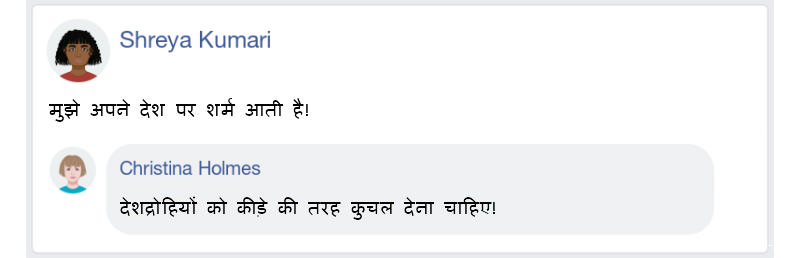 Shreya Kumari
मुझे अपने देश पर शर्म आती है!
Christina Holmes
देशद्रोहियों को कीड़े की तरह कुचल देना चाहिए!